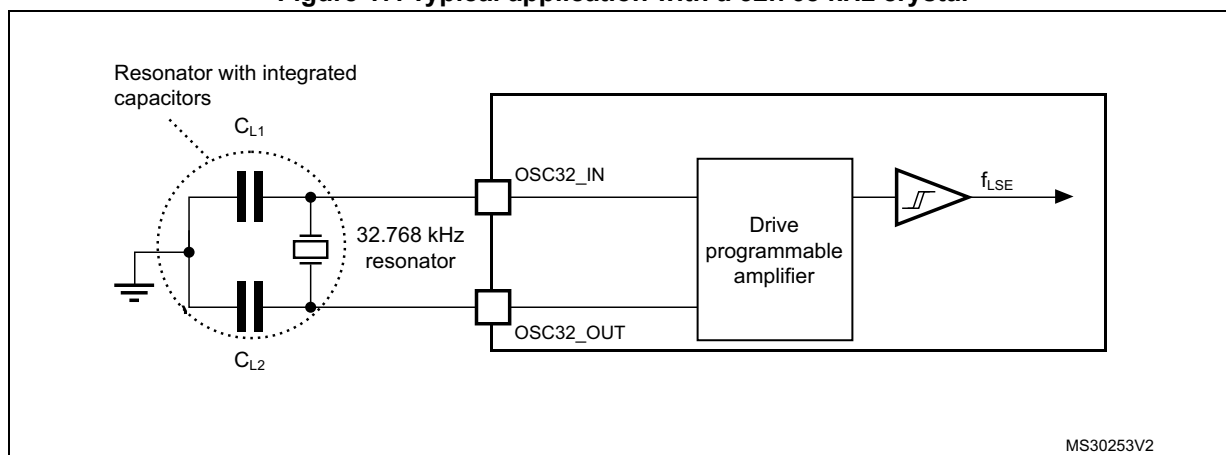 Resonator with integrated
capacitors
CL1
OSC32_IN
fLSE
32.768 kHz
resonator
Drive
programmable
amplifier
OSC32_OUT
CL2
MS30253V2